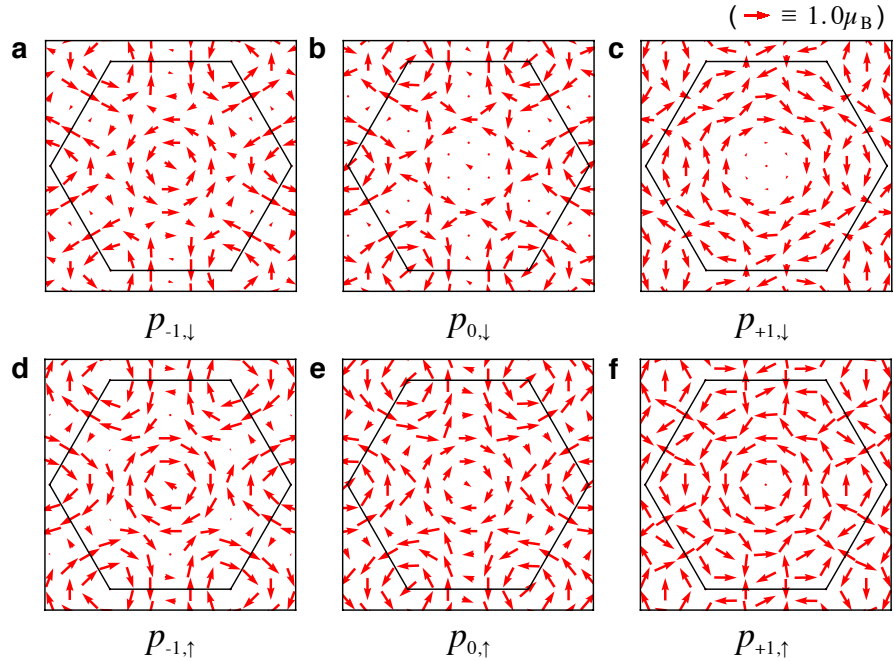 ( → ≡ 1.0μB)
a b c
p-1,↓ p0,↓ p+1,↓
d e f
p-1,↑ p0,↑ p+1,↑